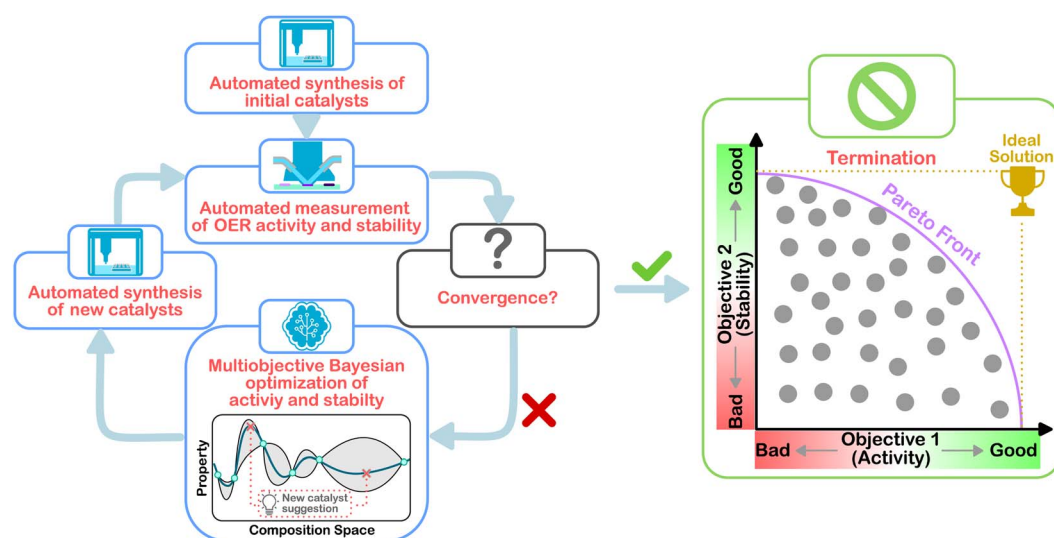 Automated synthesis of
initial catalysts
Automated measurement
of OER activity and stability
Automated synthesis
of new catalysts
?
Convergence?
Multiobjective Bayesian
optimization of
activiy and stabilty
Property
New catalyst
suggestion
Composition Space
Termination
Ideal
Solution
Pareto Front
Good
Objective 2
(Stability)
Bad
Bad
Objective 1
(Activity)
Good